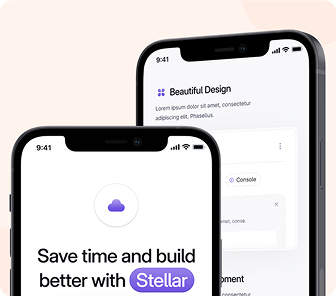 9:41
Beautiful Design
Lorem ipsum dolor sit amet, consectetur
adipiscing elit. Phasellus.
Console
amet, conse.
opment
consectetur
9:41
Save time and build
better with Stellar